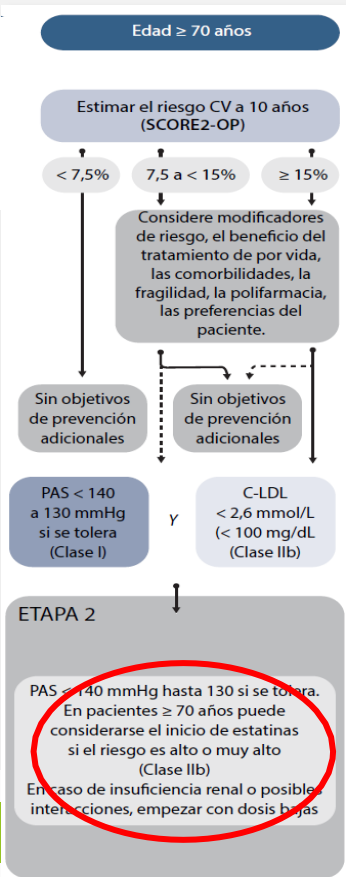 Edad ≥ 70 años
Estimar el riesgo CV a 10 años
(SCORE2-OP)
< 7,5%
7,5 a < 15%
≥ 15%
Considere modificadores
de riesgo, el beneficio del
tratamiento de por vida,
las comorbilidades, la
fragilidad, la polifarmacia,
las preferencias del
paciente.
Sin objetivos
de prevención
adicionales
Sin objetivos
de prevención
adicionales
PAS < 140
a 130 mmHg
si se tolera
(Clase I)
Y
C-LDL
< 2,6 mmol/L
(< 100 mg/dL
(Clase IIb)
ETAPA 2
PAS < 140 mmHg hasta 130 si se tolera.
En pacientes ≥ 70 años puede
considerarse el inicio de estatinas
si el riesgo es alto o muy alto
(Clase IIb)
En caso de insuficiencia renal o posibles
interacciones, empezar con dosis bajas